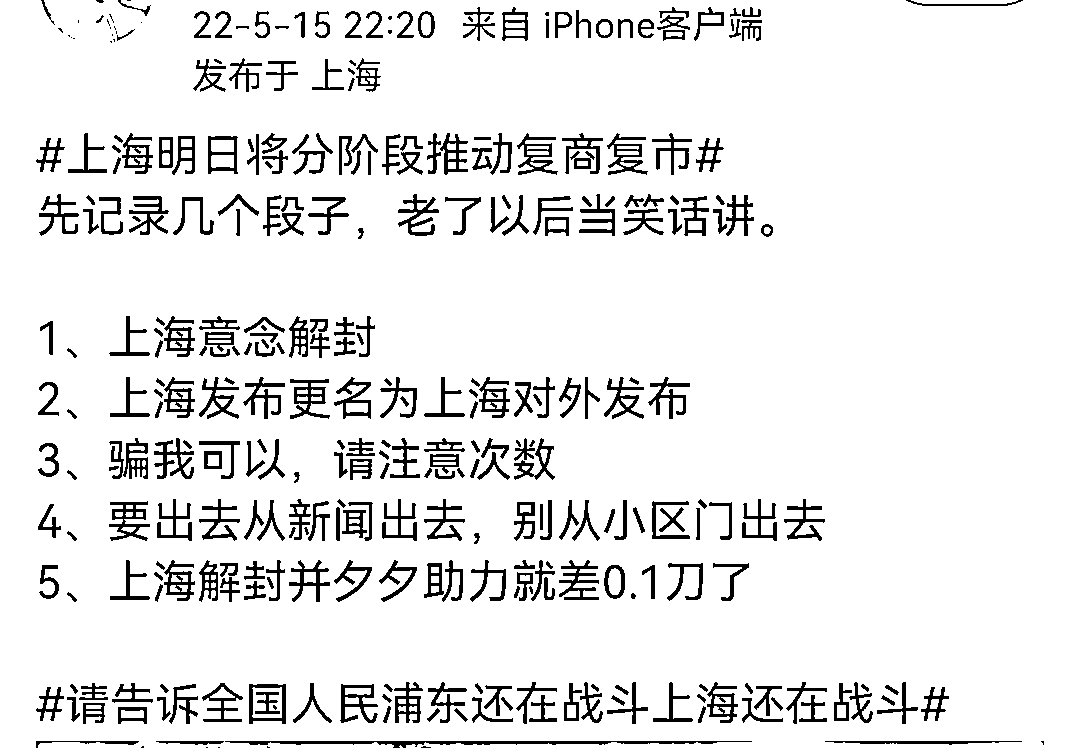 22-5-15 22:20 来自 iPhone客户端
发布于 上海
#上海明日将分阶段推动复商复市#
先记录几个段子，老了以后当笑话讲。
1、上海意念解封
2、上海发布更名为上海对外发布
3、骗我可以，请注意次数
4、要出去从新闻出去，别从小区门出去
5、上海解封并夕夕助力就差0.1刀了
#请告诉全国人民浦东还在战斗上海还在战斗#